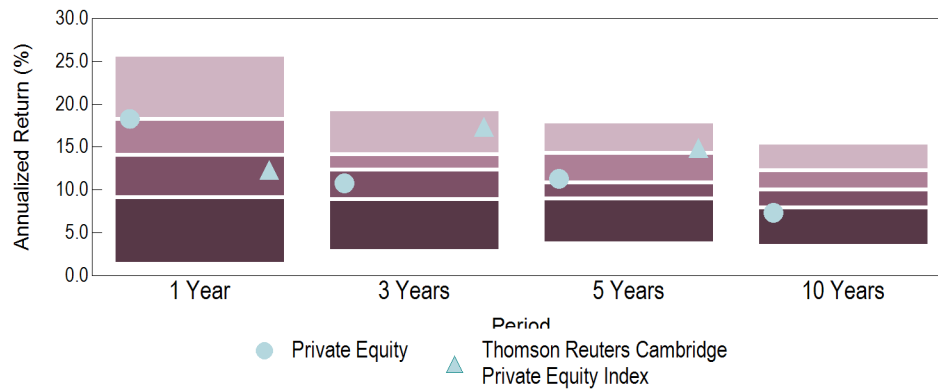 Annualized Return (%)
30.0
25.0
20.0
15.0
10.0
5.0
0.0
1 Year
3 Years
5 Years
10 Years
Period
Private Equity
Thomson Reuters Cambridge
Private Equity Index